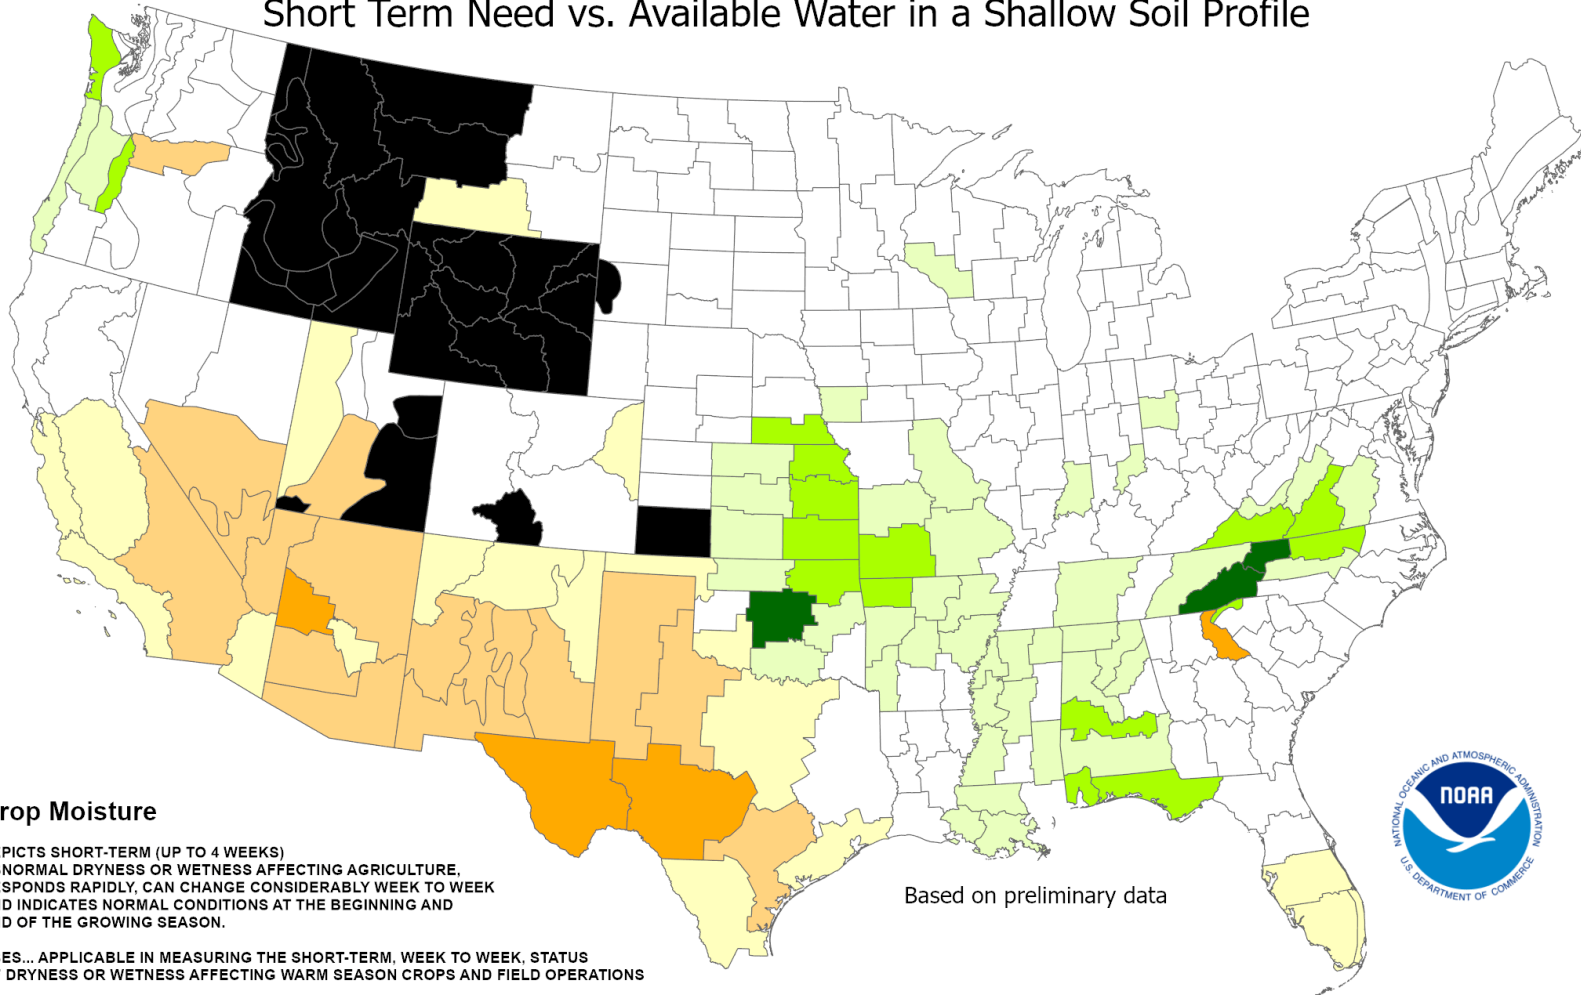 Short Term Need vs. Available Water in a Shallow Soil Profile
rop Moisture
PICTS SHORT-TERM (UP TO 4 WEEKS)
NORMAL DRYNESS OR WETNESS AFFECTING AGRICULTURE,
SPONDS RAPIDLY, CAN CHANGE CONSIDERABLY WEEK TO WEEK
D INDICATES NORMAL CONDITIONS AT THE BEGINNING AND
D OF THE GROWING SEASON.
ES... APPLICABLE IN MEASURING THE SHORT-TERM, WEEK TO WEEK, STATUS
DRYNESS OR WETNESS AFFECTING WARM SEASON CROPS AND FIELD OPERATIONS
Based on preliminary data
NATIONAL OCEANIC AND ATMOSPHERIC ADMINISTRATION
NOAA
U.S. DEPARTMENT OF COMMERCE